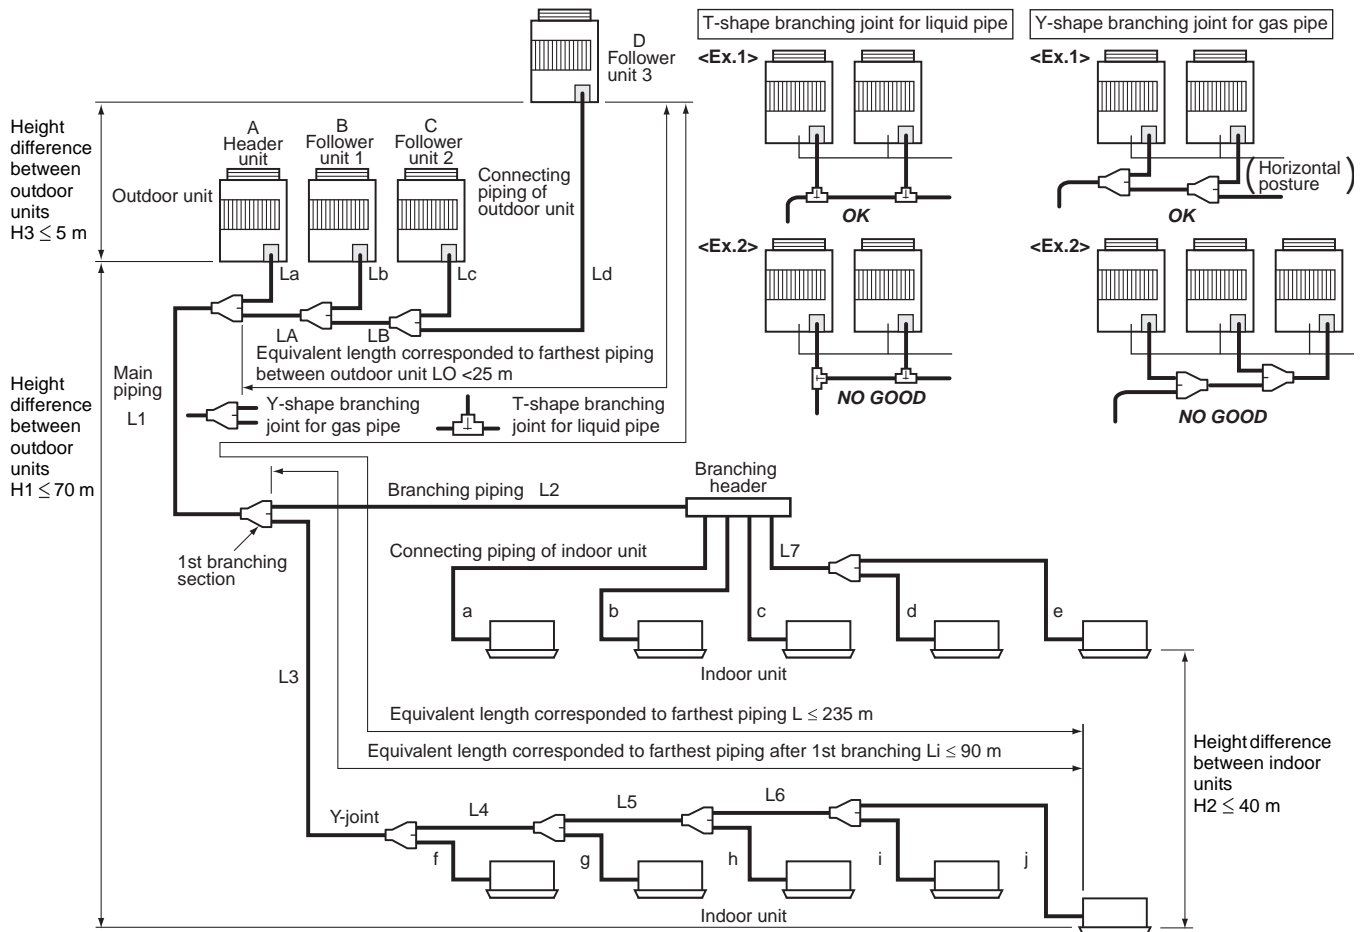 T-shape branching joint for liquid pipe
Y-shape branching joint for gas pipe
D
Follower
unit 3
<Ex.1>
<Ex.1>
Height
difference
between
outdoor
units
H3 ≤ 5 m
A
Header
unit
B
Follower
unit 1
C
Follower
unit 2
Connecting
piping of
outdoor unit
Outdoor unit
(Horizontal
posture)
OK
OK
<Ex.2>
<Ex.2>
La
Lb
Lc
Ld
LA
LB
Equivalent length corresponded to farthest piping
between outdoor unit LO <25 m
Main
piping
L1
Height
difference
between
outdoor
units
H1 ≤ 70 m
Y-shape branching
joint for gas pipe
T-shape branching
joint for liquid pipe
NO GOOD
NO GOOD
Branching piping L2
Branching
header
1st branching
section
Connecting piping of indoor unit
L7
a
b
c
d
e
Indoor unit
L3
Equivalent length corresponded to farthest piping L ≤ 235 m
Equivalent length corresponded to farthest piping after 1st branching Li ≤ 90 m
Height difference
between indoor
units
H2 ≤ 40 m
Y-joint
L4
L5
L6
f
g
h
i
j
Indoor unit